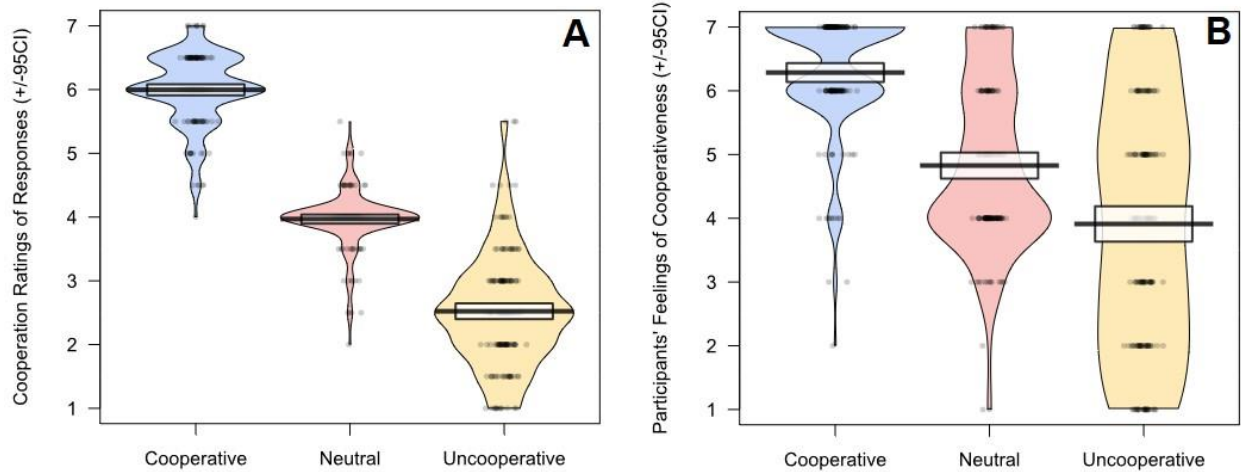 A
Cooperation Ratings of Responses (+/-95CI)
7
6
5
4
3
2
1
Cooperative Neutral Uncooperative
B
Participants' Feelings of Cooperativeness (+/-95CI)
7
6
5
4
3
2
1
Cooperative Neutral Uncooperative